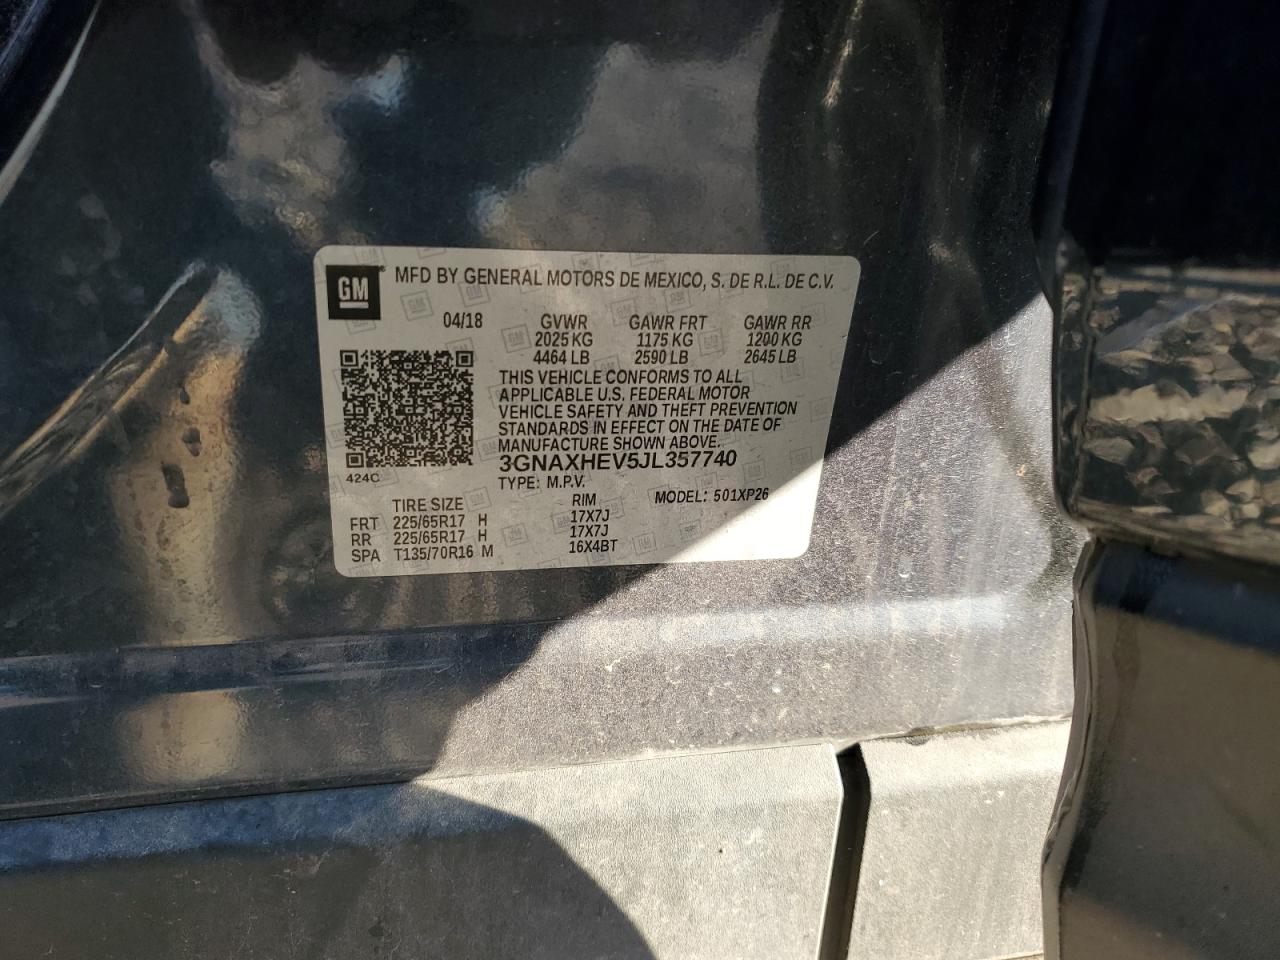 GM MFD BY GENERAL MOTORS DE MEXICO, S. DE R.L. DE C.V.
04/18 GVWR GAWR FRT GAWR RR
2025 KG 1175 KG 1200 KG
4464 LB 2590 LB 2645 LB
THIS VEHICLE CONFORMS TO ALL
APPLICABLE U.S. FEDERAL MOTOR
VEHICLE SAFETY AND THEFT PREVENTION
STANDARDS IN EFFECT ON THE DATE OF
MANUFACTURE SHOWN ABOVE.
3GNAXHEV5JL357740
424C TYPE: M.P.V.
TIRE SIZE RIM MODEL: 501XP26
FRT 225/65R17 H 17X7J
RR 225/65R17 H 17X7J
SPA T135/70R16 M 16X4BT